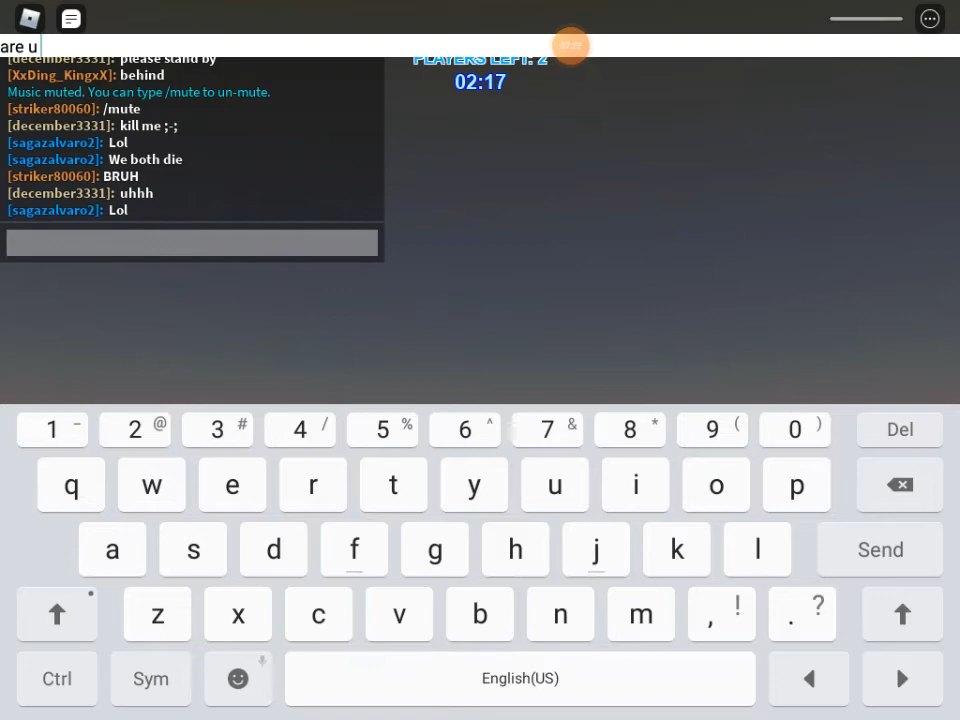 are u
07:27
[december3331]: please stand by
[XxDing_KingxX]: behind
Music muted. You can type /mute to un-mute.
[striker80060]: /mute
[december3331]: kill me ;-;
[sagazalvaro2]: Lol
[sagazalvaro2]: We both die
[striker80060]: BRUH
[december3331]: uhhh
[sagazalvaro2]: Lol
PLAYERS LEFT: 2
02:17
1 - 2 @ 3 # 4 / 5 % 6 ^ 7 & 8 * 9 ( 0 ) Del
q w e r t y u i o p
a s d f g h j k l Send
z x c v b n m , ! . ?
Ctrl Sym English(US)